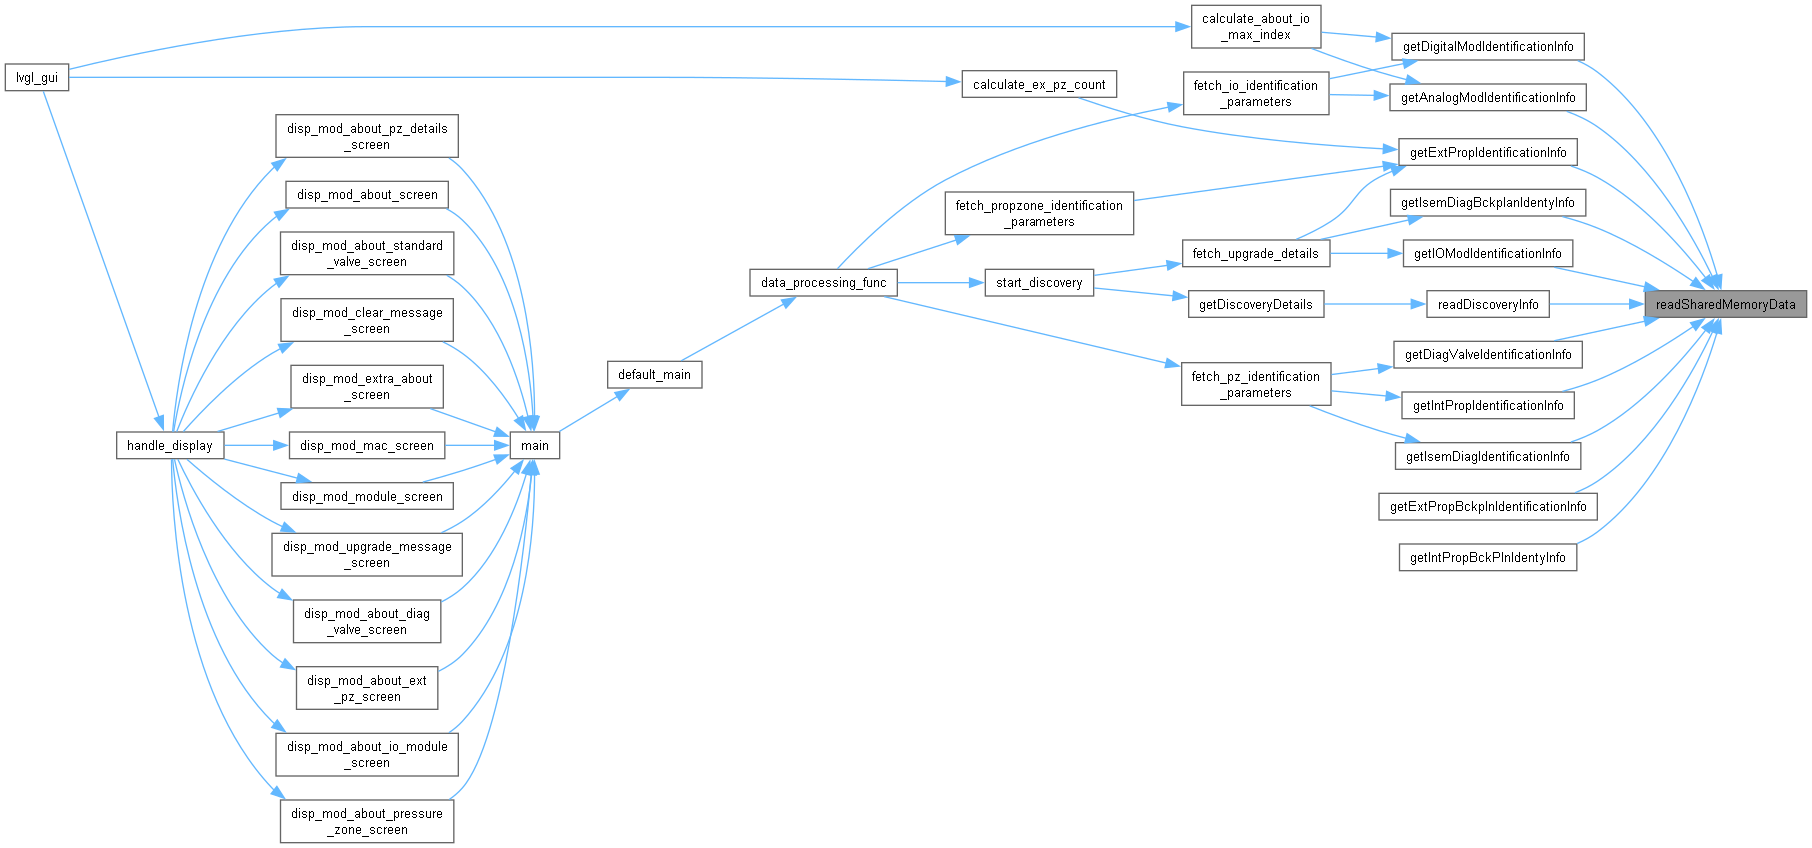 lvgl_gui
handle_display
disp_mod_about_pz_details
_screen
disp_mod_about_screen
disp_mod_about_standard
_valve_screen
disp_mod_clear_message
_screen
disp_mod_extra_about
_screen
disp_mod_mac_screen
disp_mod_module_screen
disp_mod_upgrade_message
_screen
disp_mod_about_diag
_valve_screen
disp_mod_about_ext
_pz_screen
disp_mod_about_io_module
_screen
disp_mod_about_pressure
_zone_screen
main
default_main
data_processing_func
calculate_ex_pz_count
fetch_propzone_identification
_parameters
start_discovery
calculate_about_io
_max_index
fetch_io_identification
_parameters
fetch_upgrade_details
getDiscoveryDetails
fetch_pz_identification
_parameters
getDigitalModIdentificationInfo
getAnalogModIdentificationInfo
getExtPropIdentificationInfo
getIsemDiagBckplanIdentyInfo
getIOModIdentificationInfo
readDiscoveryInfo
getDiagValveIdentificationInfo
getIntPropIdentificationInfo
getIsemDiagIdentificationInfo
getExtPropBckplnIdentificationInfo
getIntPropBckPlnIdentyInfo
readSharedMemoryData